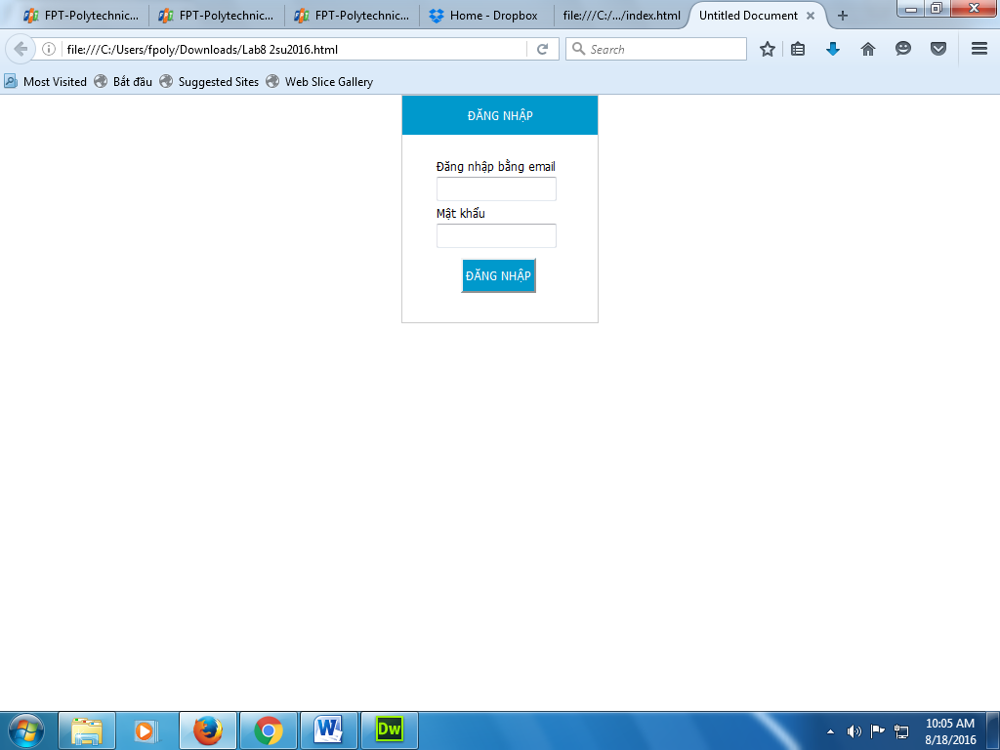 FPT-Polytechnic... FPT-Polytechnic... FPT-Polytechnic... Home - Dropbox file:///C:/.../index.html Untitled Document
file:///C:/Users/fpoly/Downloads/Lab8 2su2016.html Search
Most Visited Bắt đầu Suggested Sites Web Slice Gallery
ĐĂNG NHẬP
Đăng nhập bằng email
Mật khẩu
ĐĂNG NHẬP
W Dw 10:05 AM
8/18/2016